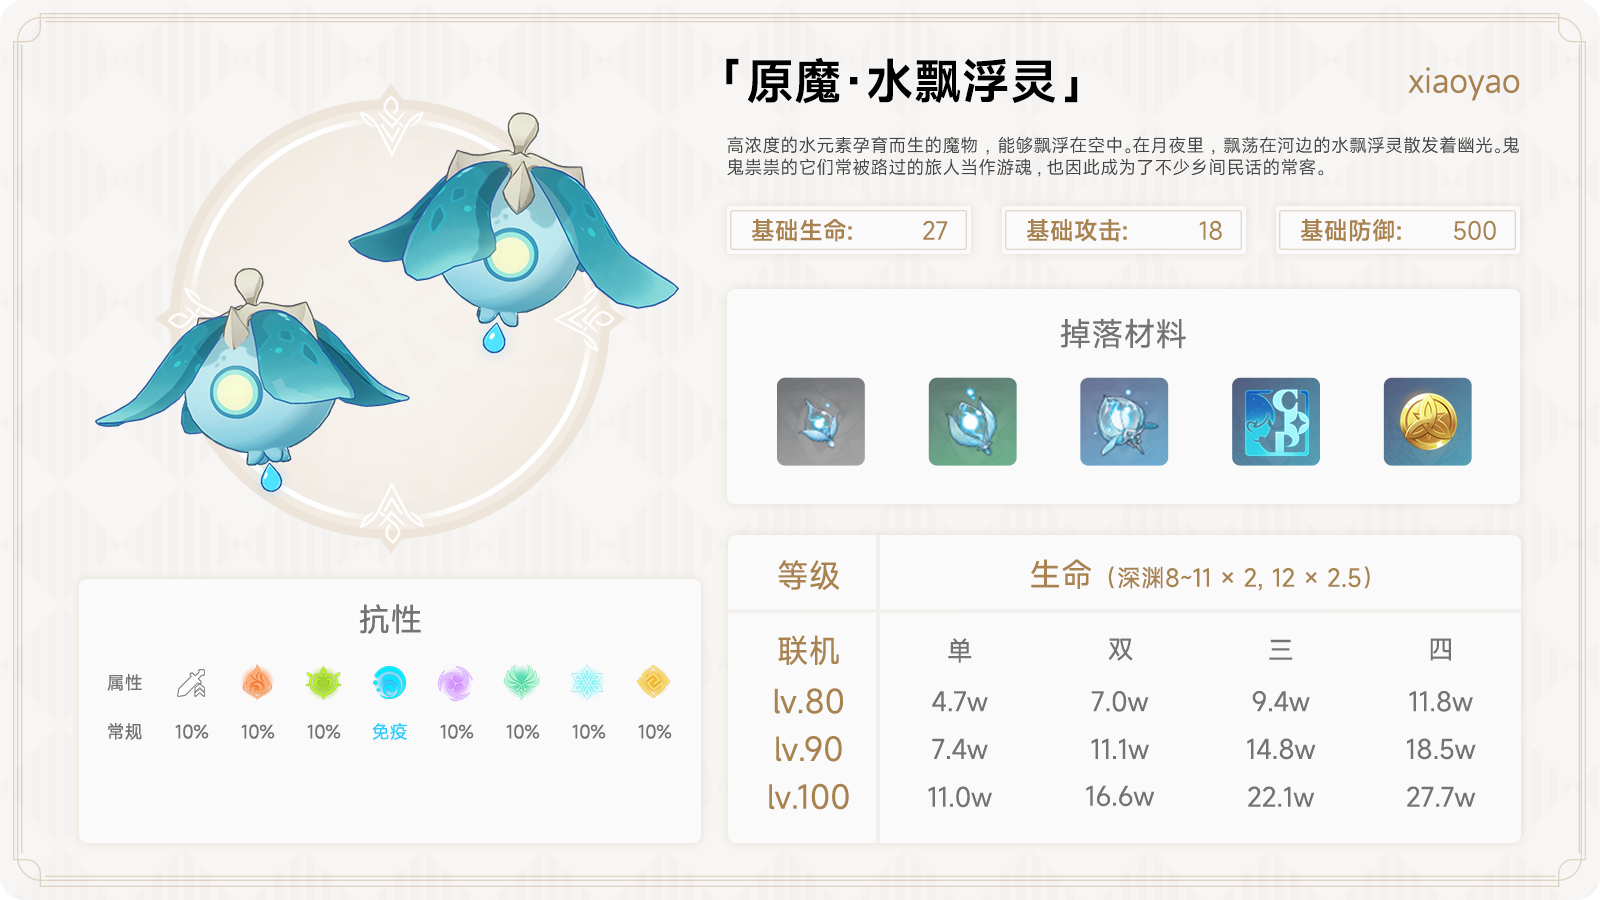 「原魔·水飘浮灵」
xiaoyao
高浓度的水元素孕育而生的魔物，能够飘浮在空中。在月夜里，飘荡在河边的水飘浮灵散发着幽光。鬼
鬼祟祟的它们常被路过的旅人当作游魂，也因此成为了不少乡间民话的常客。
基础生命: 27
基础攻击: 18
基础防御: 500
掉落材料
抗性
属性
常规 10% 10% 10% 免疫 10% 10% 10% 10%
等级 生命（深渊8~11 × 2, 12 × 2.5）
联机 单 双 三 四
lv.80 4.7w 7.0w 9.4w 11.8w
lv.90 7.4w 11.1w 14.8w 18.5w
lv.100 11.0w 16.6w 22.1w 27.7w